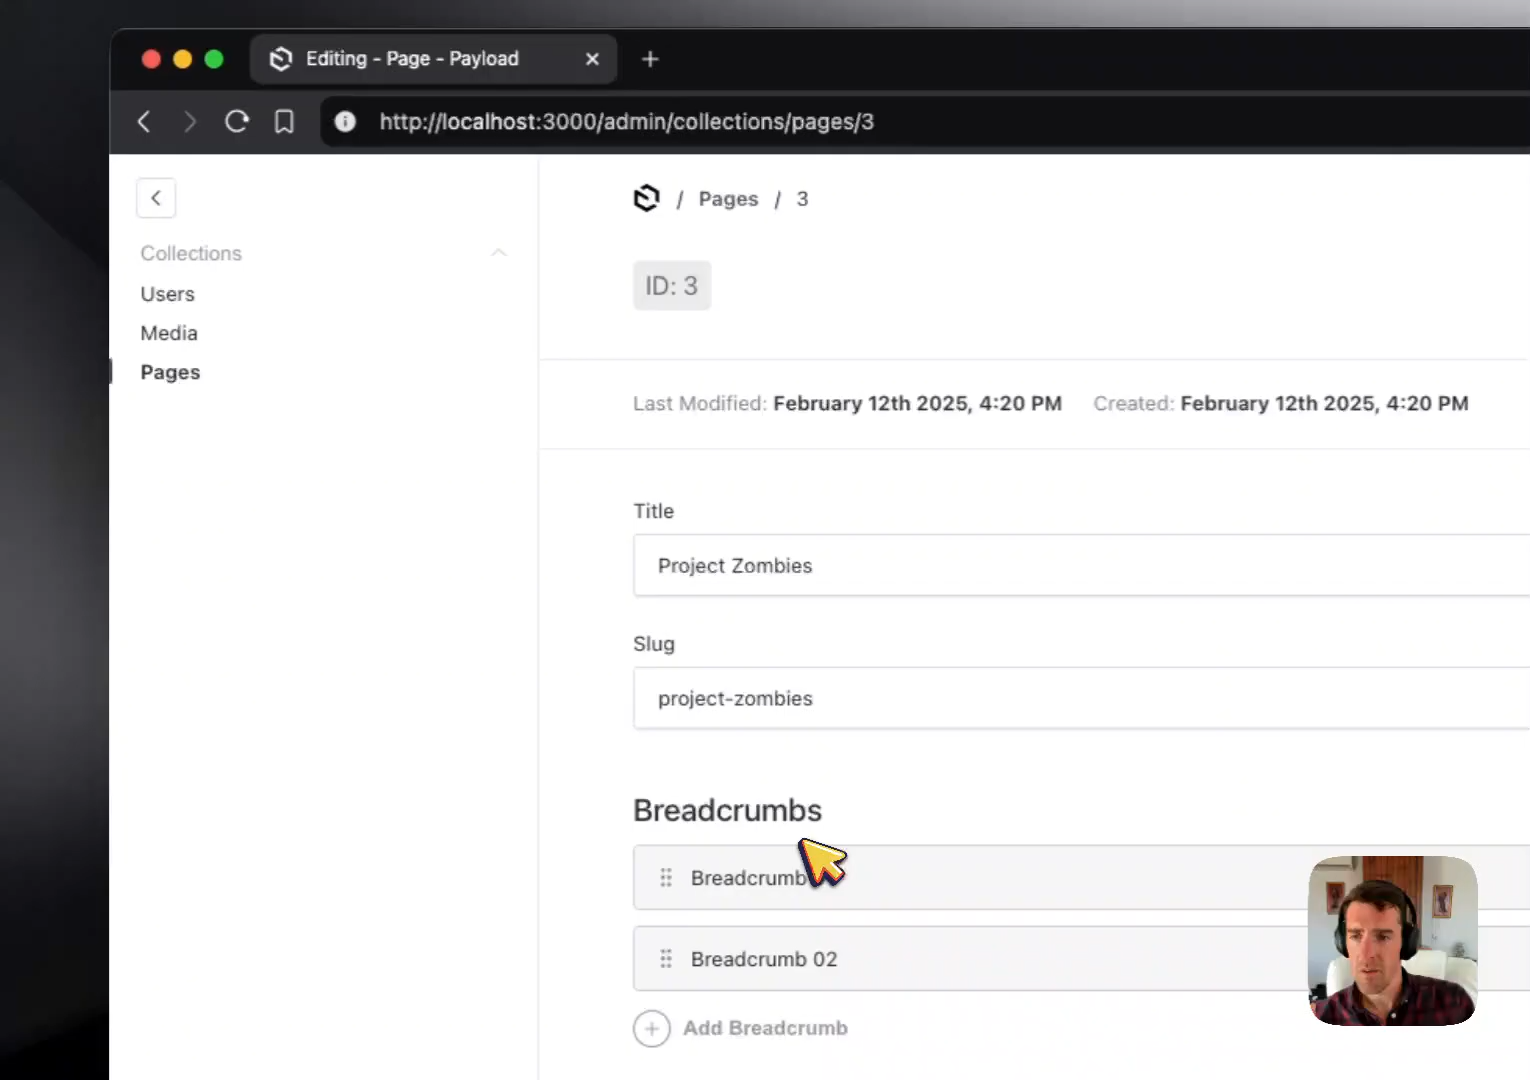 Editing - Page - Payload
http://localhost:3000/admin/collections/pages/3
/ Pages / 3
Collections
Users
Media
Pages
ID: 3
Last Modified: February 12th 2025, 4:20 PM Created: February 12th 2025, 4:20 PM
Title
Project Zombies
Slug
project-zombies
Breadcrumbs
Breadcrumb
Breadcrumb 02
Add Breadcrumb